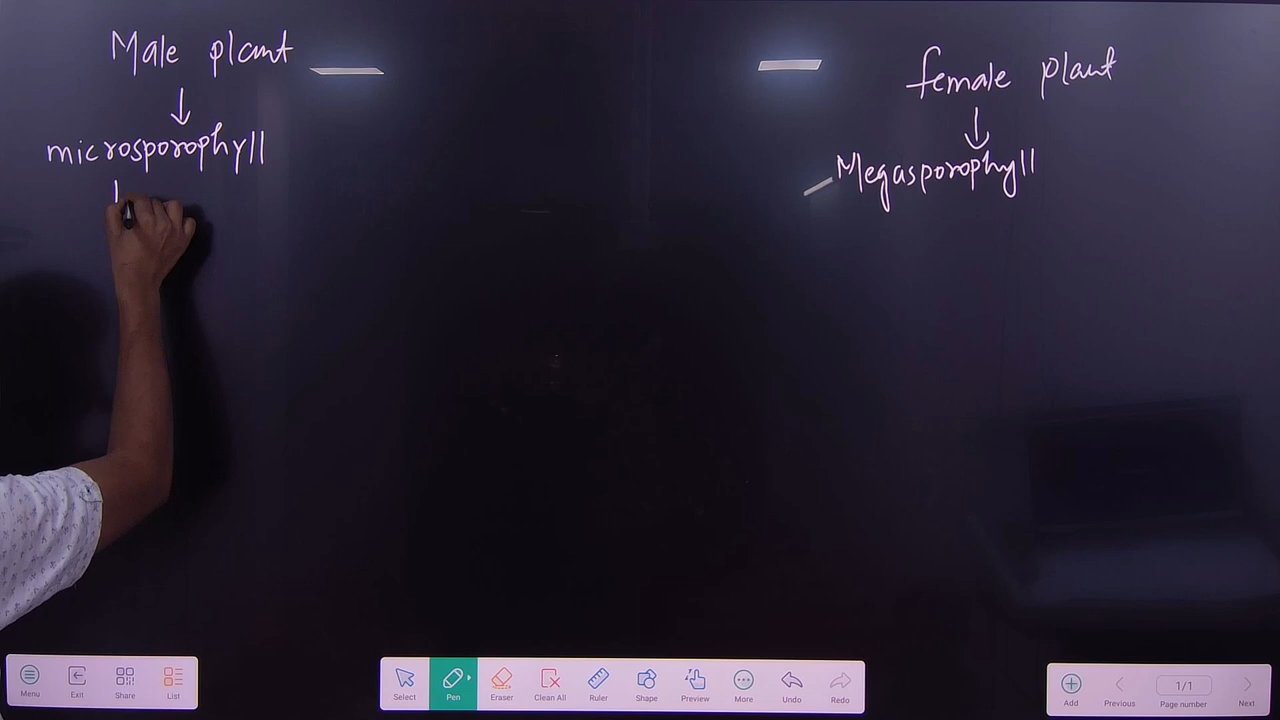 Male plant
female plant
microsporophyll
Megasporophyll
Menu
Exit
Share
List
Select
Pen
Eraser
Clean All
Ruler
Shape
Preview
More
Undo
Redo
Add
Previous
1/1
Page number
Next